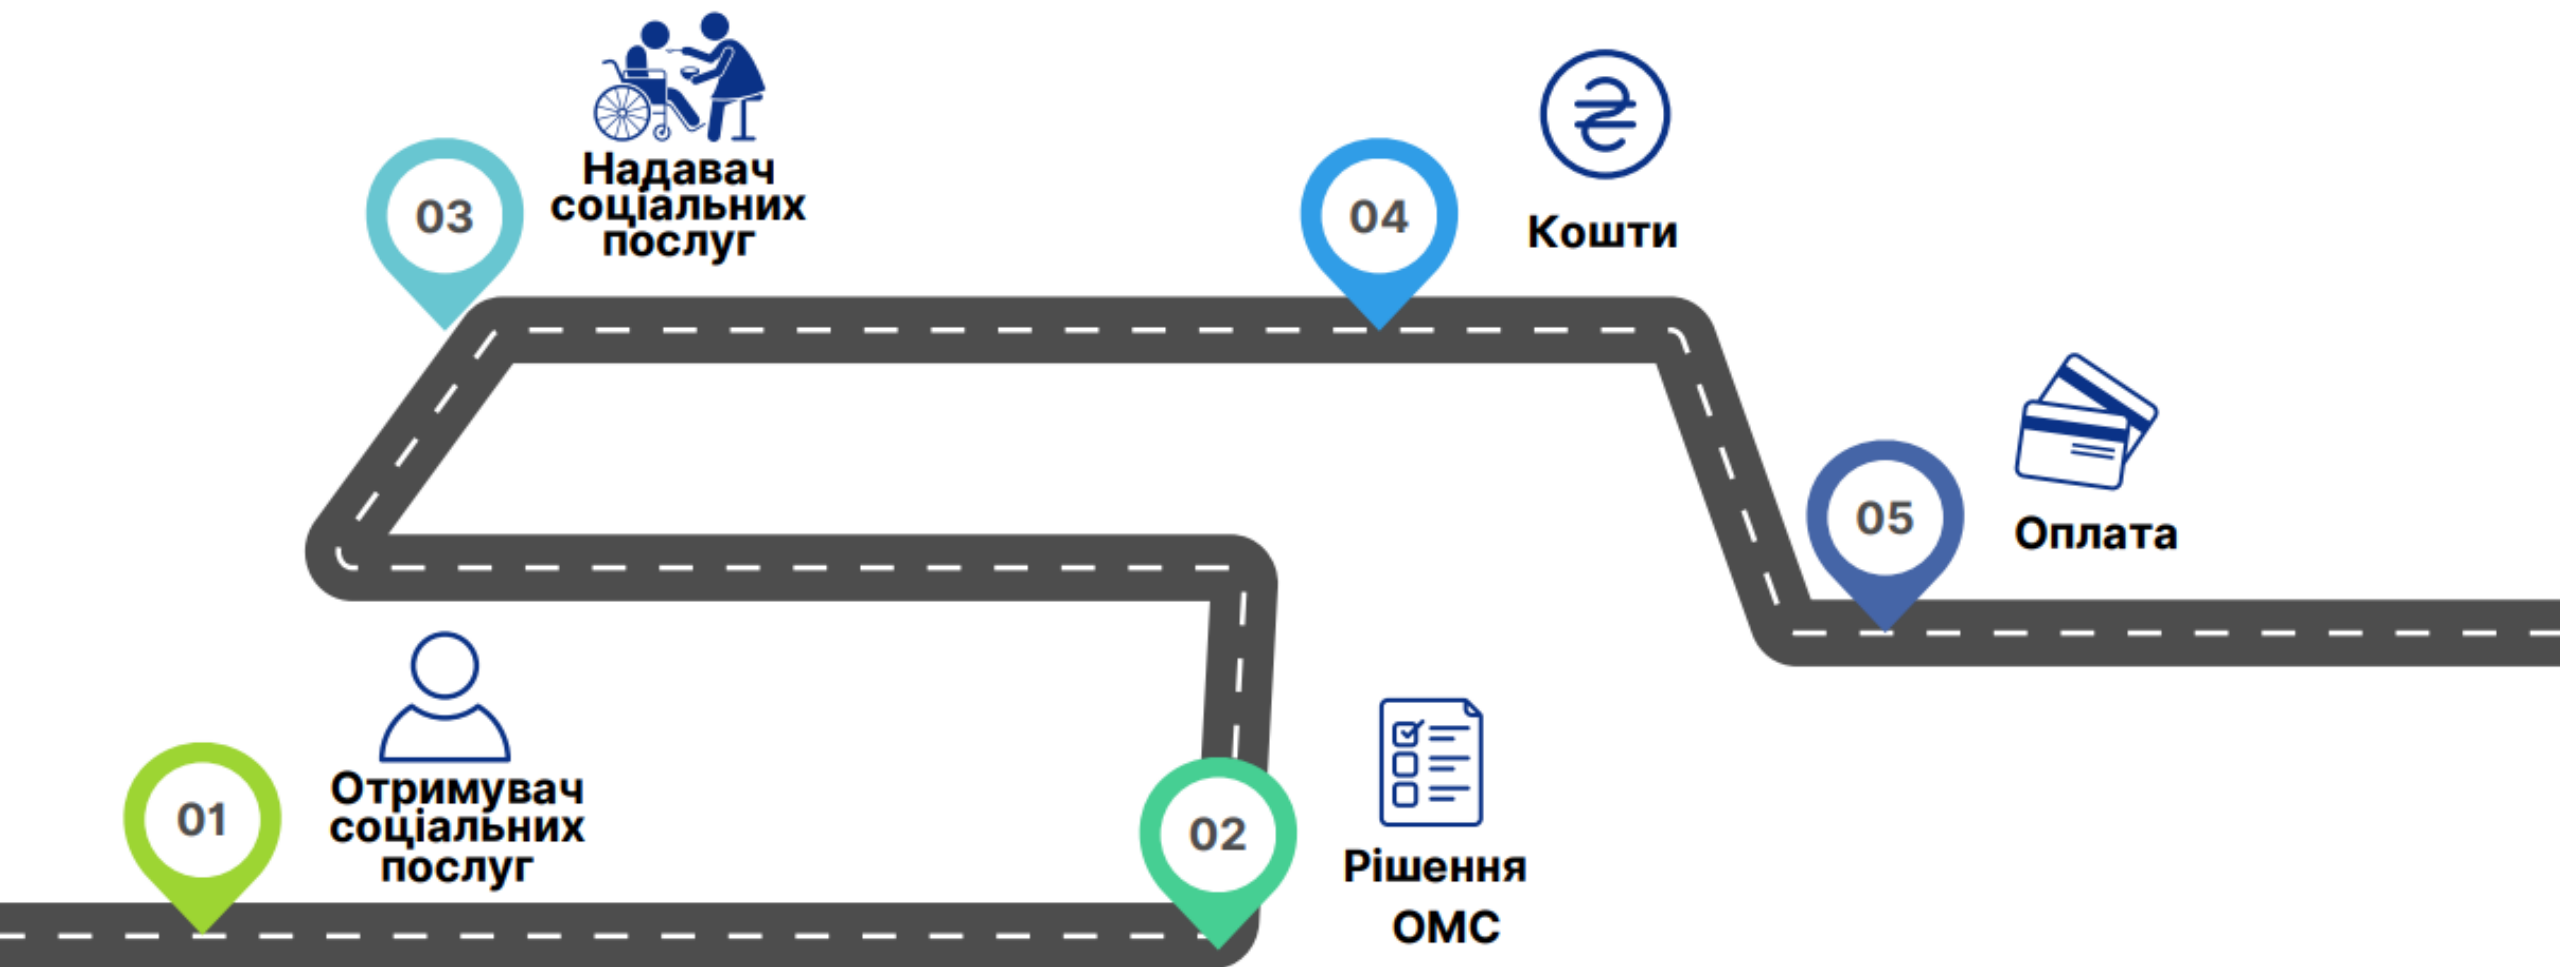 01
Отримувач
соціальних
послуг
02
Рішення
ОМС
03
Надавач
соціальних
послуг
04
Кошти
05
Оплата